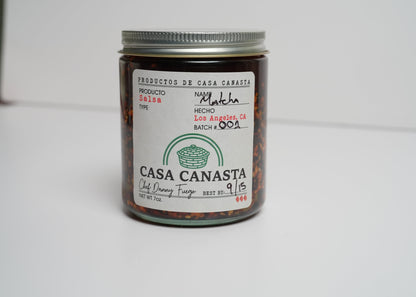 PRODUCTOS DE CASA CANASTA
PRODUCTO
Salsa
TYPE
NAME
Matcha
HECHO
Los Angeles, CA
BATCH # 002
CASA CANASTA
Chef Danny Fuego
BEST BY: 9/15
NET WT 7oz.